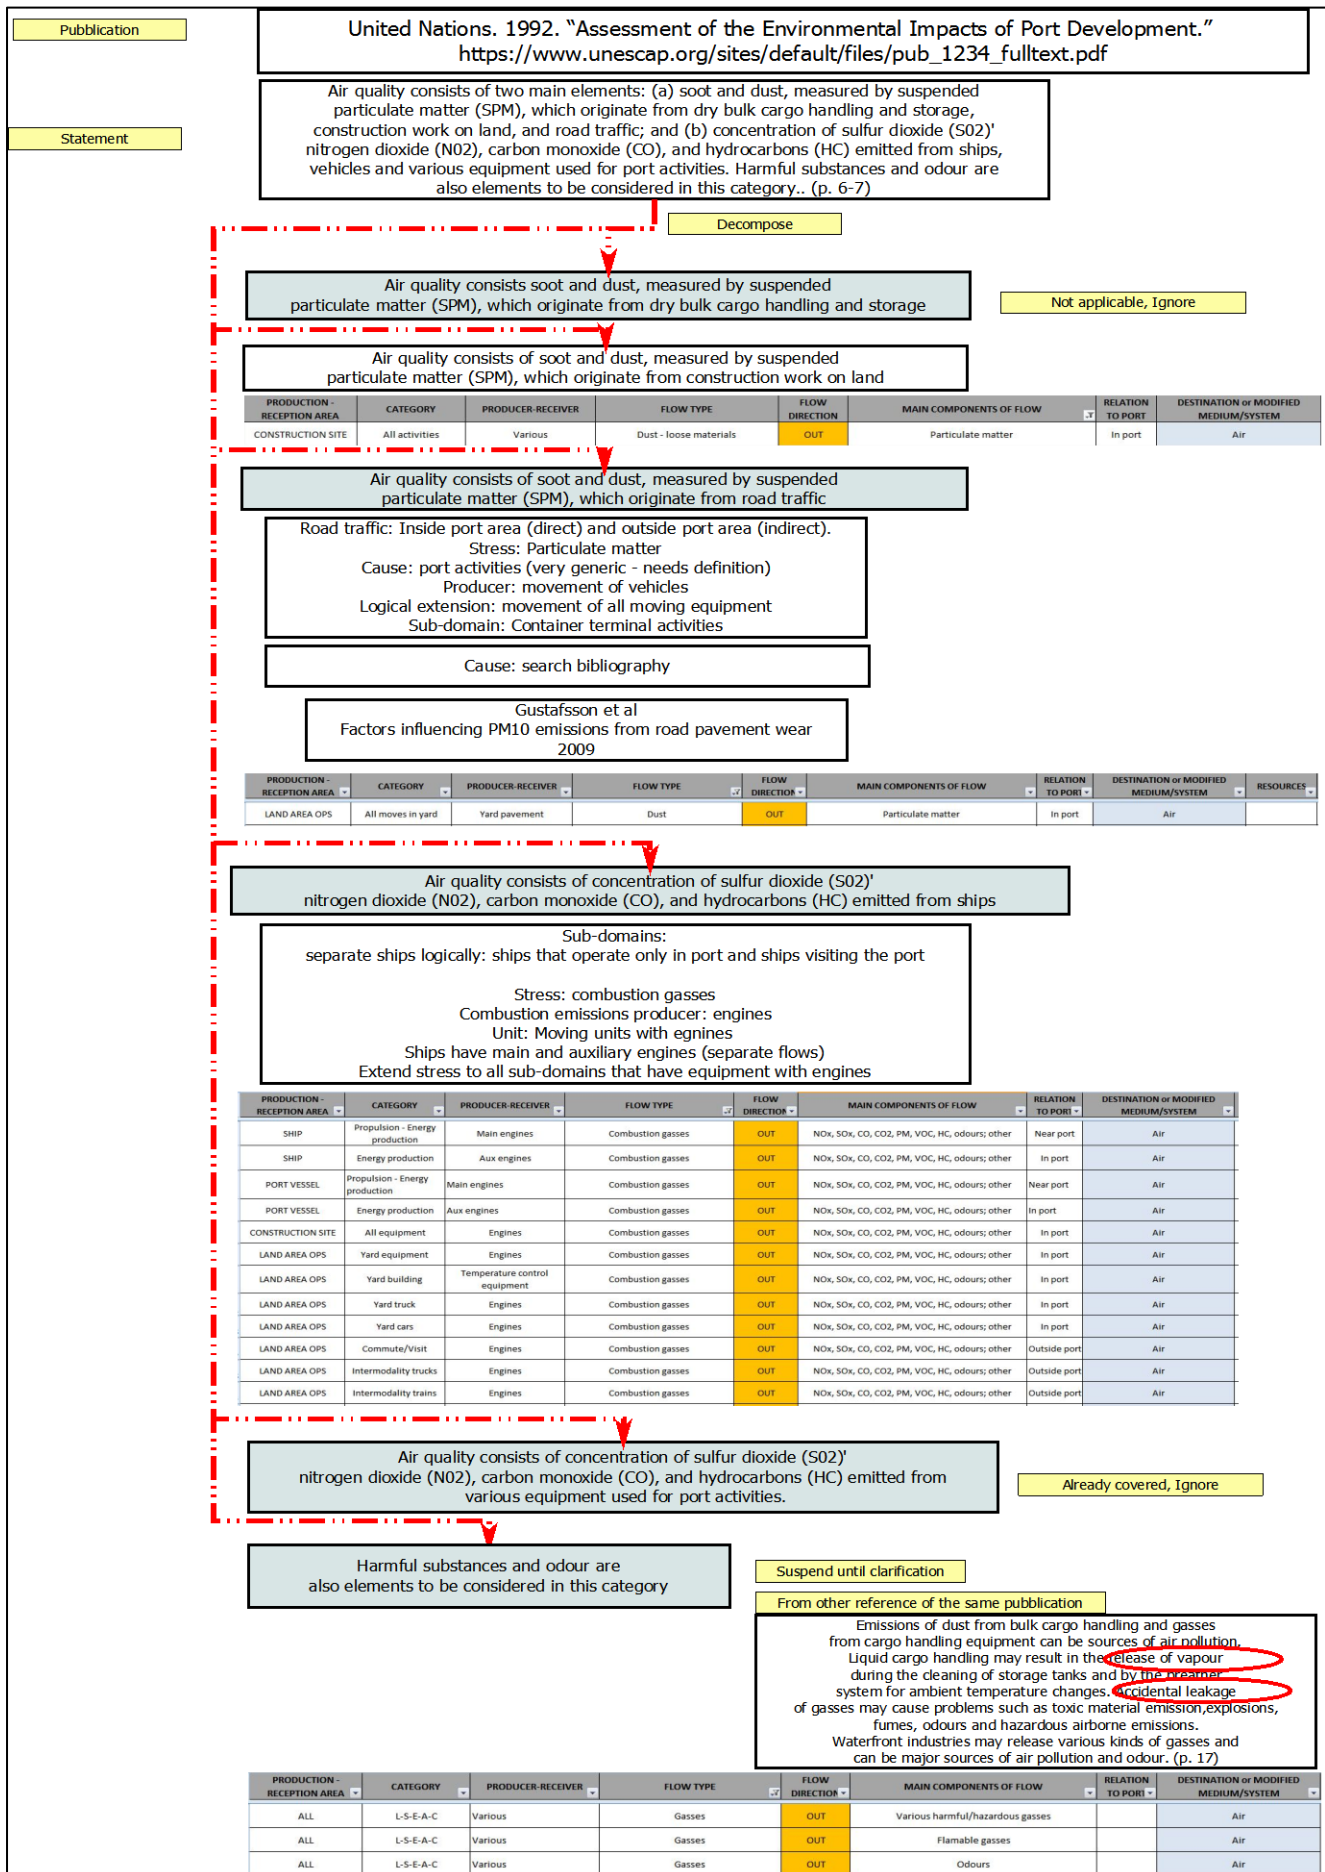 Pubblication
United Nations. 1992. “Assessment of the Environmental Impacts of Port Development.”
https://www.unescap.org/sites/default/files/pub_1234_fulltext.pdf
Statement
Air quality consists of two main elements: (a) soot and dust, measured by suspended
particulate matter (SPM), which originate from dry bulk cargo handling and storage,
construction work on land, and road traffic; and (b) concentration of sulfur dioxide (S02)'
nitrogen dioxide (N02), carbon monoxide (CO), and hydrocarbons (HC) emitted from ships,
vehicles and various equipment used for port activities. Harmful substances and odour are
also elements to be considered in this category.. (p. 6-7)
Decompose
Air quality consists soot and dust, measured by suspended
particulate matter (SPM), which originate from dry bulk cargo handling and storage
Not applicable, Ignore
Air quality consists of soot and dust, measured by suspended
particulate matter (SPM), which originate from construction work on land
PRODUCTION - RECEPTION AREA CATEGORY PRODUCER-RECEIVER FLOW TYPE FLOW DIRECTION MAIN COMPONENTS OF FLOW RELATION TO PORT DESTINATION or MODIFIED MEDIUM/SYSTEM
CONSTRUCTION SITE All activities Various Dust - loose materials OUT Particulate matter In port Air
Air quality consists of soot and dust, measured by suspended
particulate matter (SPM), which originate from road traffic
Road traffic: Inside port area (direct) and outside port area (indirect).
Stress: Particulate matter
Cause: port activities (very generic - needs definition)
Producer: movement of vehicles
Logical extension: movement of all moving equipment
Sub-domain: Container terminal activities
Cause: search bibliography
Gustafsson et al
Factors influencing PM10 emissions from road pavement wear
2009
PRODUCTION - RECEPTION AREA CATEGORY PRODUCER-RECEIVER FLOW TYPE FLOW DIRECTION MAIN COMPONENTS OF FLOW RELATION TO PORT DESTINATION or MODIFIED MEDIUM/SYSTEM RESOURCES
LAND AREA OPS All moves in yard Yard pavement Dust OUT Particulate matter In port Air
Air quality consists of concentration of sulfur dioxide (S02)'
nitrogen dioxide (N02), carbon monoxide (CO), and hydrocarbons (HC) emitted from ships
Sub-domains:
separate ships logically: ships that operate only in port and ships visiting the port
Stress: combustion gasses
Combustion emissions producer: engines
Unit: Moving units with egnines
Ships have main and auxiliary engines (separate flows)
Extend stress to all sub-domains that have equipment with engines
PRODUCTION - RECEPTION AREA CATEGORY PRODUCER-RECEIVER FLOW TYPE FLOW DIRECTION MAIN COMPONENTS OF FLOW RELATION TO PORT DESTINATION or MODIFIED MEDIUM/SYSTEM
SHIP Propulsion - Energy production Main engines Combustion gasses OUT NOx, SOx, CO, CO2, PM, VOC, HC, odours; other Near port Air
SHIP Energy production Aux engines Combustion gasses OUT NOx, SOx, CO, CO2, PM, VOC, HC, odours; other In port Air
PORT VESSEL Propulsion - Energy production Main engines Combustion gasses OUT NOx, SOx, CO, CO2, PM, VOC, HC, odours; other Near port Air
PORT VESSEL Energy production Aux engines Combustion gasses OUT NOx, SOx, CO, CO2, PM, VOC, HC, odours; other In port Air
CONSTRUCTION SITE All equipment Engines Combustion gasses OUT NOx, SOx, CO, CO2, PM, VOC, HC, odours; other In port Air
LAND AREA OPS Yard equipment Engines Combustion gasses OUT NOx, SOx, CO, CO2, PM, VOC, HC, odours; other In port Air
LAND AREA OPS Yard building Temperature control equipment Combustion gasses OUT NOx, SOx, CO, CO2, PM, VOC, HC, odours; other In port Air
LAND AREA OPS Yard truck Engines Combustion gasses OUT NOx, SOx, CO, CO2, PM, VOC, HC, odours; other In port Air
LAND AREA OPS Yard cars Engines Combustion gasses OUT NOx, SOx, CO, CO2, PM, VOC, HC, odours; other In port Air
LAND AREA OPS Commute/Visit Engines Combustion gasses OUT NOx, SOx, CO, CO2, PM, VOC, HC, odours; other Outside port Air
LAND AREA OPS Intermodality trucks Engines Combustion gasses OUT NOx, SOx, CO, CO2, PM, VOC, HC, odours; other Outside port Air
LAND AREA OPS Intermodality trains Engines Combustion gasses OUT NOx, SOx, CO, CO2, PM, VOC, HC, odours; other Outside port Air
Air quality consists of concentration of sulfur dioxide (S02)'
nitrogen dioxide (N02), carbon monoxide (CO), and hydrocarbons (HC) emitted from
various equipment used for port activities.
Already covered, Ignore
Harmful substances and odour are
also elements to be considered in this category
Suspend until clarification
From other reference of the same pubblication
Emissions of dust from bulk cargo handling and gasses
from cargo handling equipment can be sources of air pollution.
Liquid cargo handling may result in the release of vapour
during the cleaning of storage tanks and by the breather
system for ambient temperature changes. Accidental leakage
of gasses may cause problems such as toxic material emission,explosions,
fumes, odours and hazardous airborne emissions.
Waterfront industries may release various kinds of gasses and
can be major sources of air pollution and odour. (p. 17)
PRODUCTION - RECEPTION AREA CATEGORY PRODUCER-RECEIVER FLOW TYPE FLOW DIRECTION MAIN COMPONENTS OF FLOW RELATION TO PORT DESTINATION or MODIFIED MEDIUM/SYSTEM
ALL L-S-E-A-C Various Gasses OUT Various harmful/hazardous gasses Air
ALL L-S-E-A-C Various Gasses OUT Flamable gasses Air
ALL L-S-E-A-C Various Gasses OUT Odours Air